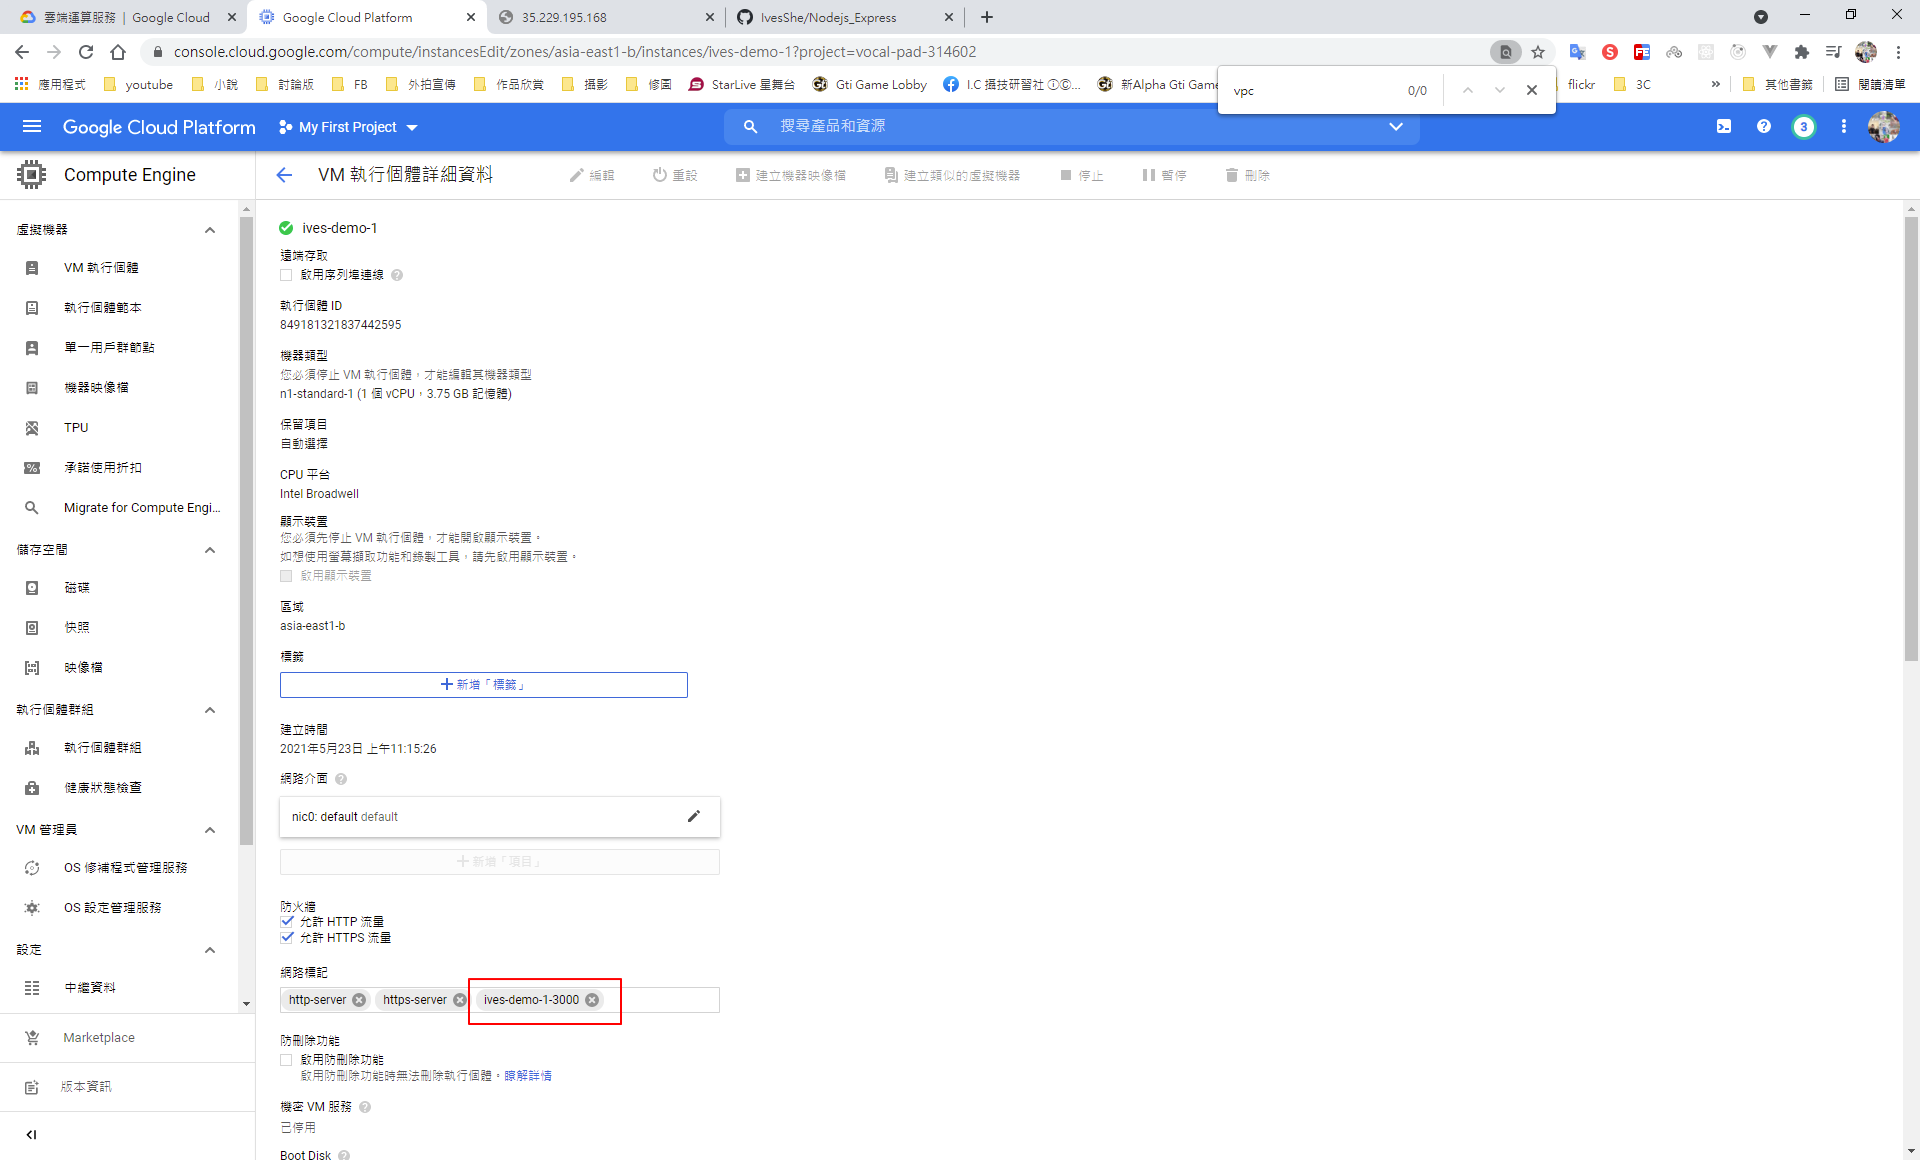 雲端運算服務 | Google Cloud
Google Cloud Platform
35.229.195.168
IvesShe/Nodejs_Express
console.cloud.google.com/compute/instancesEdit/zones/asia-east1-b/instances/ives-demo-1?project=vocal-pad-314602
應用程式
youtube
小說
討論版
FB
外拍宣傳
作品欣賞
攝影
修圖
StarLive 星舞台
Gti Game Lobby
I.C 攝技研習社 ⓘⒸ...
新Alpha Gti Game
flickr
3C
»
其他書籤
閱讀清單
vpc
0/0
Google Cloud Platform
My First Project
搜尋產品和資源
3
Compute Engine
VM 執行個體詳細資料
編輯
重設
建立機器映像檔
建立類似的虛擬機器
停止
暫停
刪除
虛擬機器
VM 執行個體
執行個體範本
單一用戶群節點
機器映像檔
TPU
承諾使用折扣
Migrate for Compute Engi...
儲存空間
磁碟
快照
映像檔
執行個體群組
執行個體群組
健康狀態檢查
VM 管理員
OS 修補程式管理服務
OS 設定管理服務
設定
中繼資料
Marketplace
版本資訊
ives-demo-1
遠端存取
啟用序列埠連線
執行個體 ID
849181321837442595
機器類型
您必須停止 VM 執行個體，才能編輯其機器類型
n1-standard-1 (1 個 vCPU，3.75 GB 記憶體)
保留項目
自動選擇
CPU 平台
Intel Broadwell
顯示裝置
您必須先停止 VM 執行個體，才能開啟顯示裝置。
如想使用螢幕擷取功能和錄製工具，請先啟用顯示裝置。
啟用顯示裝置
區域
asia-east1-b
標籤
新增「標籤」
建立時間
2021年5月23日 上午11:15:26
網路介面
nic0: default default
新增「項目」
防火牆
允許 HTTP 流量
允許 HTTPS 流量
網路標記
http-server
https-server
ives-demo-1-3000
防刪除功能
啟用防刪除功能
啟用防刪除功能時無法刪除執行個體。瞭解詳情
機密 VM 服務
已停用
Boot Disk